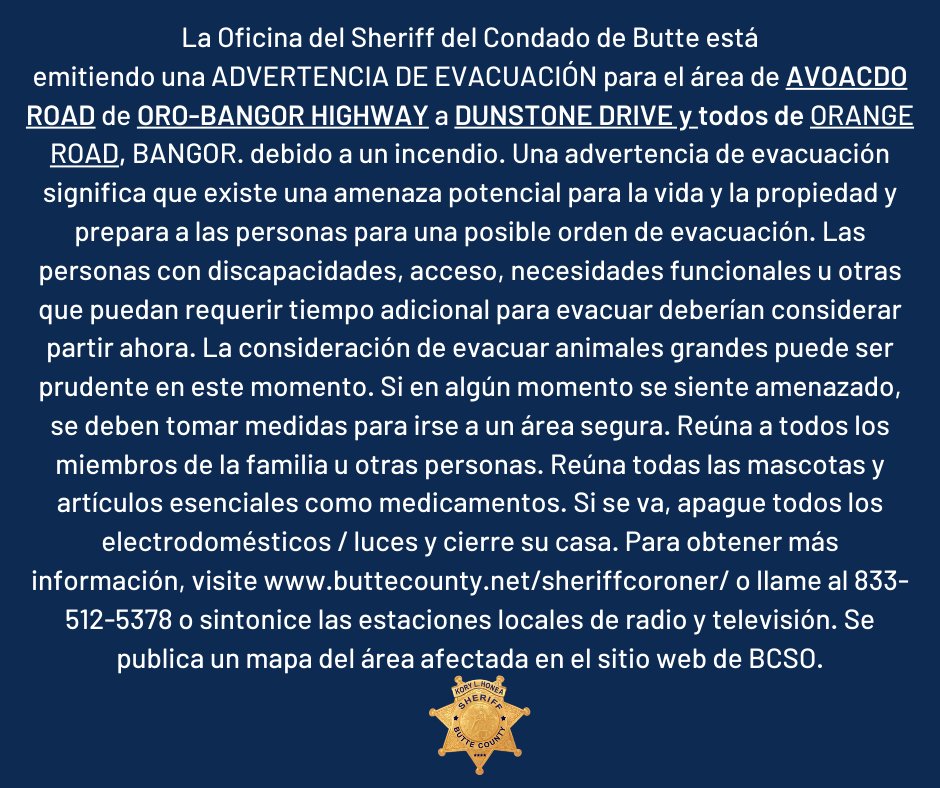 La Oficina del Sheriff del Condado de Butte está
emitiendo una ADVERTENCIA DE EVACUACIÓN para el área de AVOACDO
ROAD de ORO-BANGOR HIGHWAY a DUNSTONE DRIVE y todos de ORANGE
ROAD, BANGOR. debido a un incendio. Una advertencia de evacuación
significa que existe una amenaza potencial para la vida y la propiedad y
prepara a las personas para una posible orden de evacuación. Las
personas con discapacidades, acceso, necesidades funcionales u otras
que puedan requerir tiempo adicional para evacuar deberían considerar
partir ahora. La consideración de evacuar animales grandes puede ser
prudente en este momento. Si en algún momento se siente amenazado,
se deben tomar medidas para irse a un área segura. Reúna a todos los
miembros de la familia u otras personas. Reúna todas las mascotas y
artículos esenciales como medicamentos. Si se va, apague todos los
electrodomésticos / luces y cierre su casa. Para obtener más
información, visite www.buttecounty.net/sheriffcoroner/ o llame al 833-
512-5378 o sintonice las estaciones locales de radio y televisión. Se
publica un mapa del área afectada en el sitio web de BCSO.
KORY L. HONEA
SHERIFF
BUTTE COUNTY